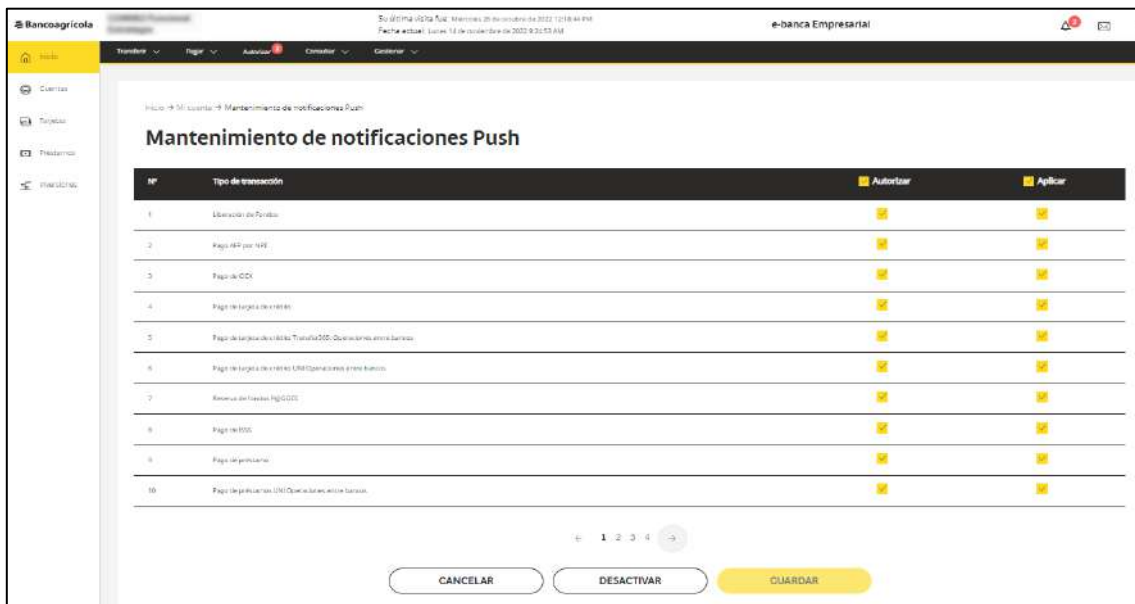 Bancoagrícola
Su última visita fue: Miércoles 26 de octubre de 2022 12:18:44 PM
Fecha actual: Lunes 14 de noviembre de 2022 9:24:53 AM
e-banca Empresarial
Inicio
Transferir
Pagar
Autorizar
Consultar
Gestionar
Cuentas
Tarjetas
Préstamos
Inversiones
Inicio → Mi cuenta → Mantenimiento de notificaciones Push
Mantenimiento de notificaciones Push
Nº Tipo de transacción Autorizar Aplicar
1 Liberación de Fondos
2 Pago AFP por NPE
3 Pago de
4 Pago de tarjeta de crédito
5 Pago de tarjeta de crédito Transfer365: Operaciones entre bancos
6 Pago de tarjeta de crédito UNI Operaciones entre bancos
7 Reserva de fondos P@GOES
8 Pago de
9 Pago de préstamo
10 Pago de préstamos UNI Operaciones entre bancos
← 1 2 3 4 →
CANCELAR DESACTIVAR GUARDAR